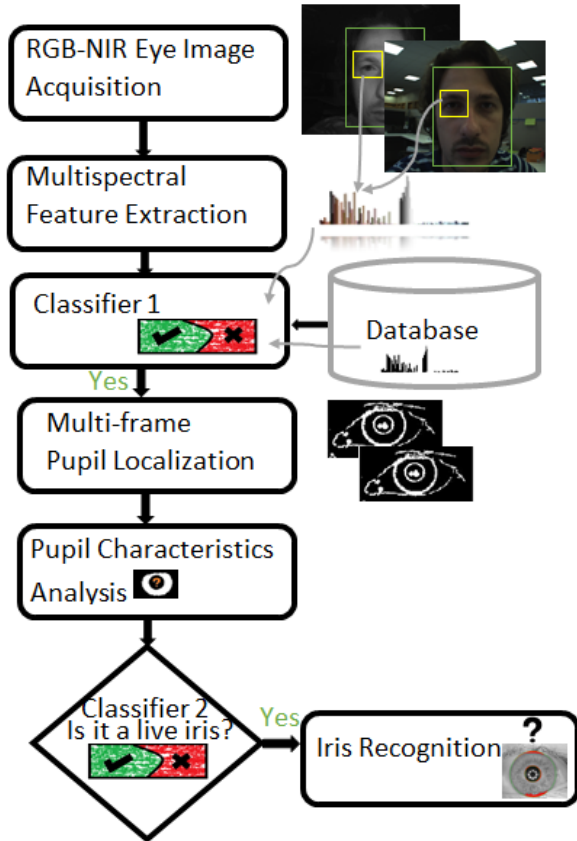 RGB-NIR Eye Image
Acquisition
Multispectral
Feature Extraction
Classifier 1
Database
Yes
Multi-frame
Pupil Localization
Pupil Characteristics
Analysis ?
Classifier 2
Is it a live iris?
Yes
?
Iris Recognition